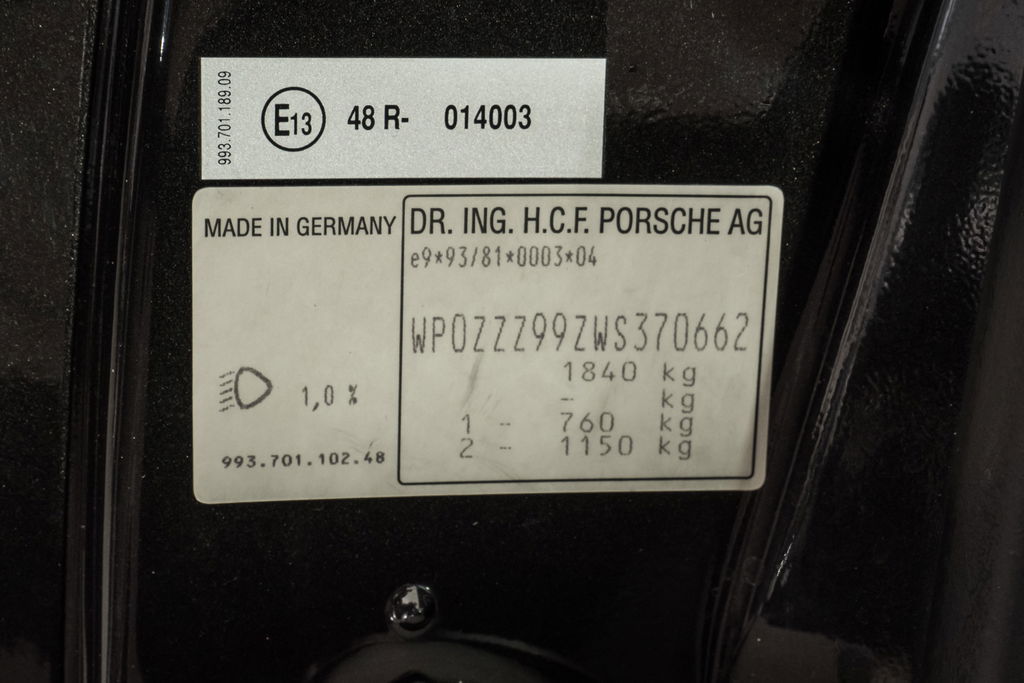 993.701.189.09
E13 48 R- 014003
MADE IN GERMANY
DR. ING. H.C.F. PORSCHE AG
e9*93/81*0003*04
WP0ZZZ99ZWS370662
1840 kg
- kg
1 - 760 kg
2 - 1150 kg
1,0 %
993.701.102.48